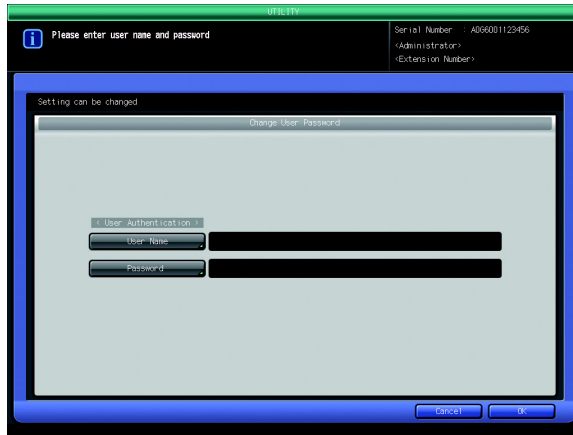 UTILITY
Please enter user name and password
Serial Number : A0G6001123456
<Administrator>
<Extension Number>
Setting can be changed
Change User Password
< User Authentication >
User Name
Password
Cancel
OK